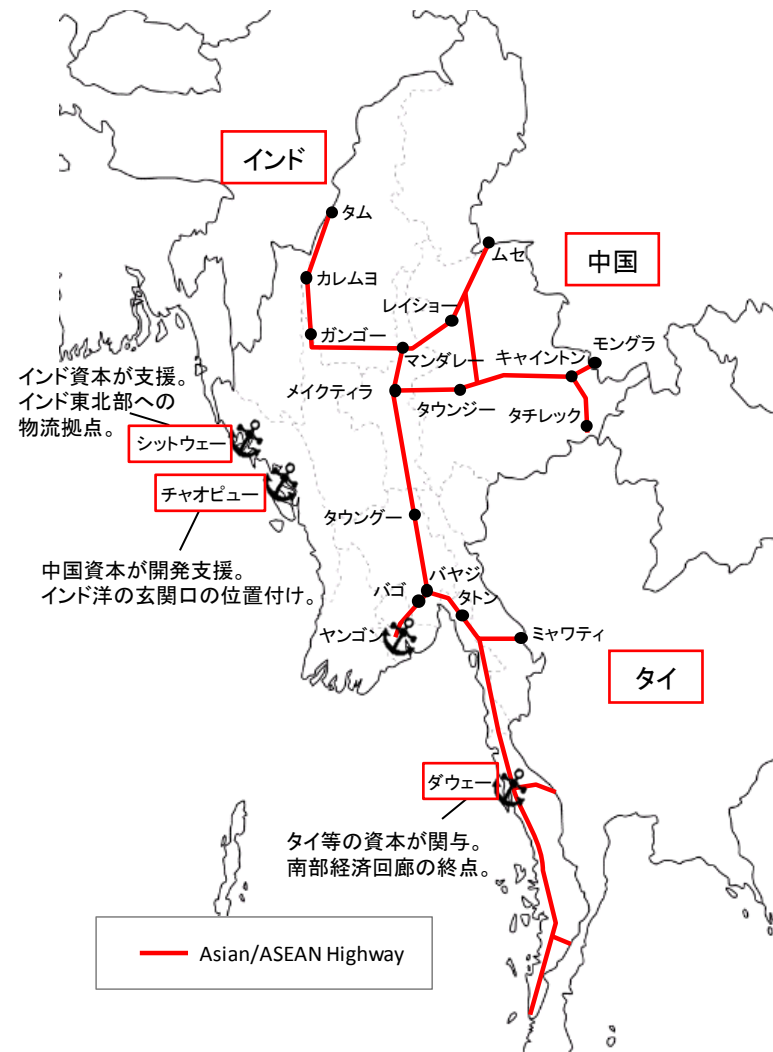 インド
タム
ムセ
中国
カレムヨ
レイショー
ガンゴー
モングラ
マンダレー
キャイントン
インド資本が支援。
インド東北部への
物流拠点。
メイクティラ
タウンジー
タチレック
シットウェー
チャオピュー
タウングー
中国資本が開発支援。
インド洋の玄関口の位置付け。
バヤジ
バゴ
タトン
ヤンゴン
ミャワティ
タイ
ダウェー
タイ等の資本が関与。
南部経済回廊の終点。
Asian/ASEAN Highway